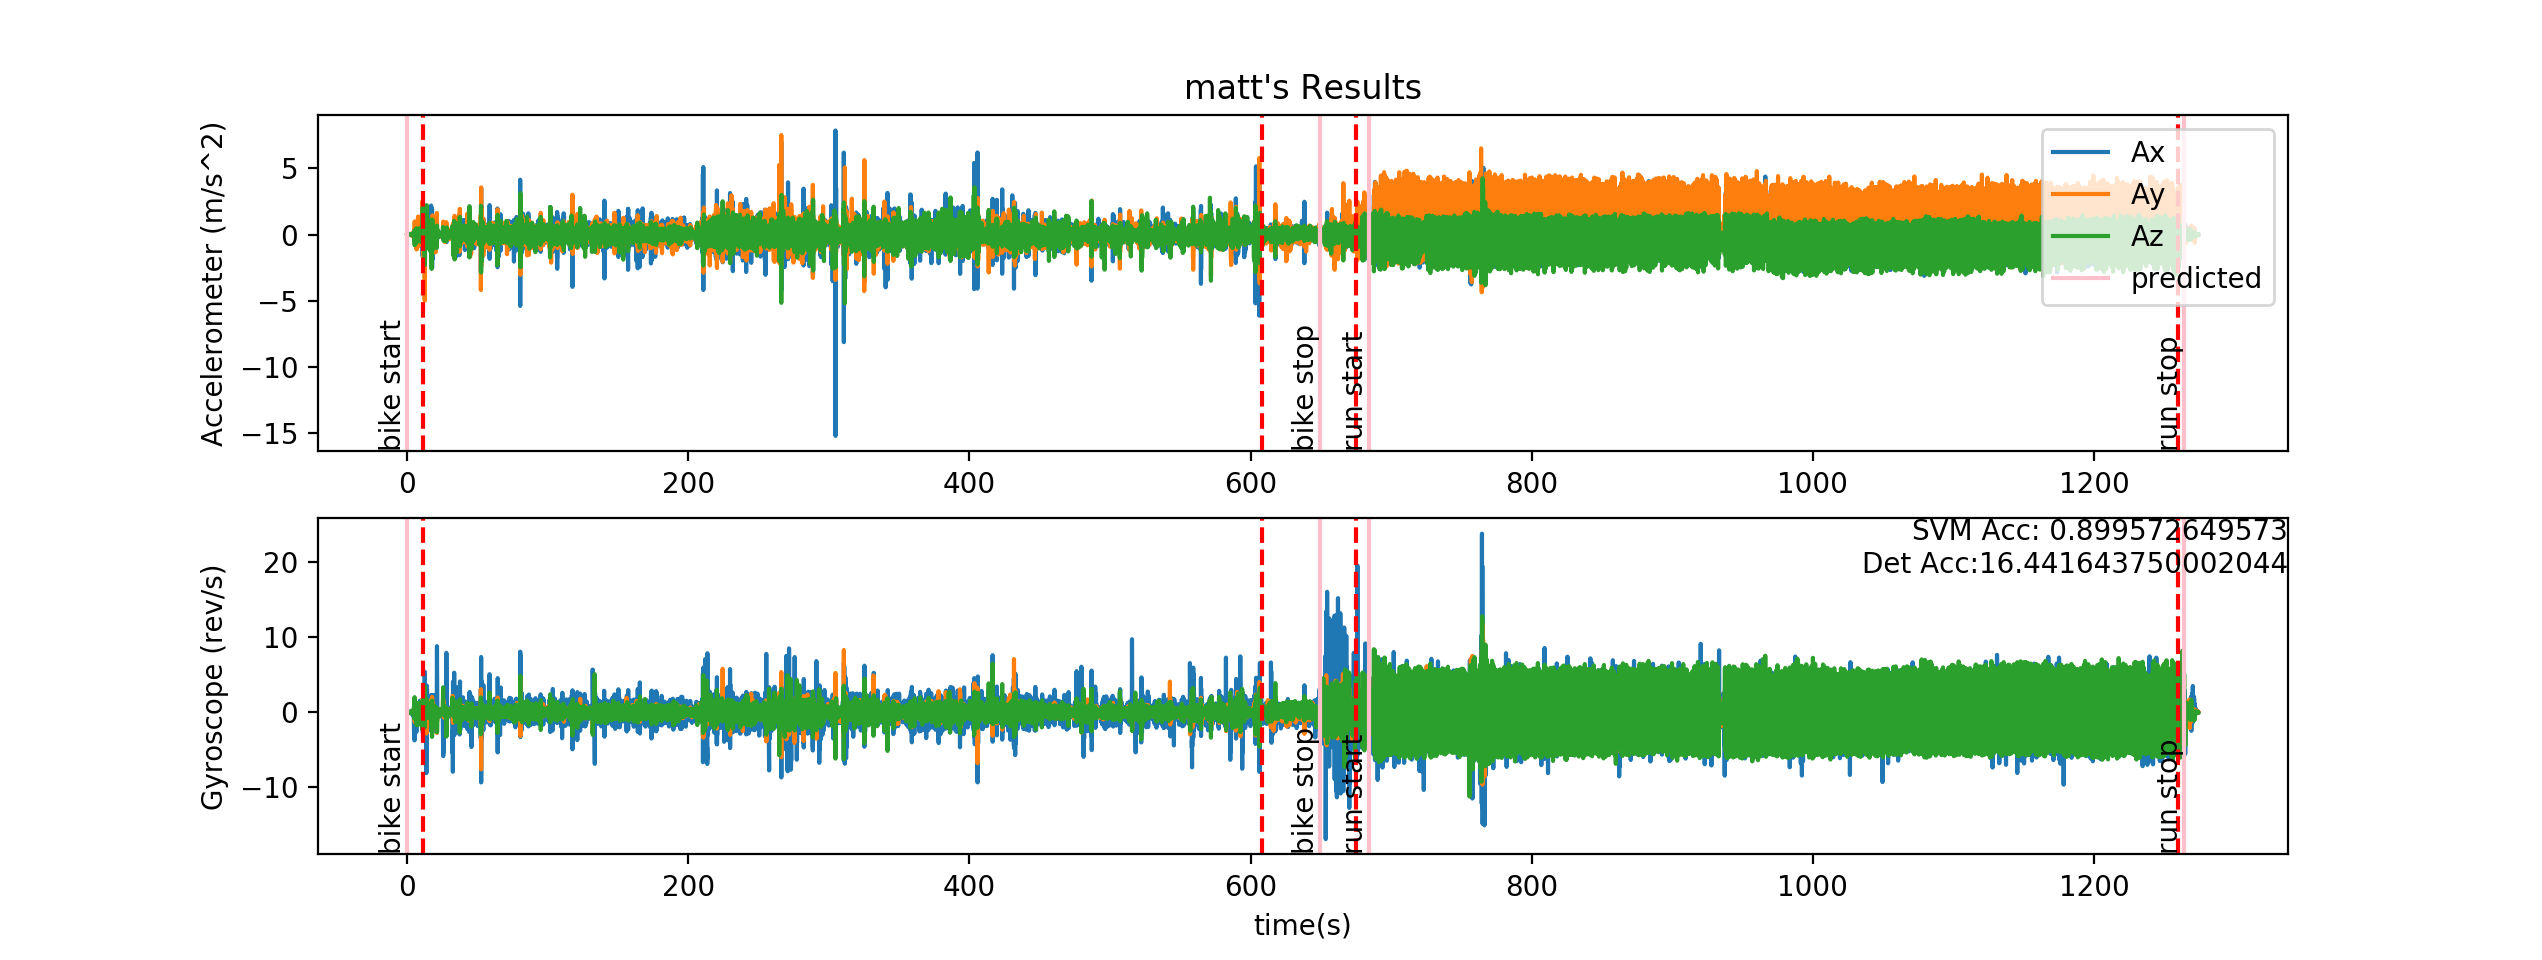 matt's Results
Accelerometer (m/s^2)
5
0
−5
−10
−15
bike start
bike stop
run start
run stop
Ax
Ay
Az
predicted
0
200
400
600
800
1000
1200
Gyroscope (rev/s)
20
10
0
−10
bike start
bike stop
run start
run stop
SVM Acc: 0.899572649573
Det Acc:16.441643750002044
0
200
400
600
800
1000
1200
time(s)